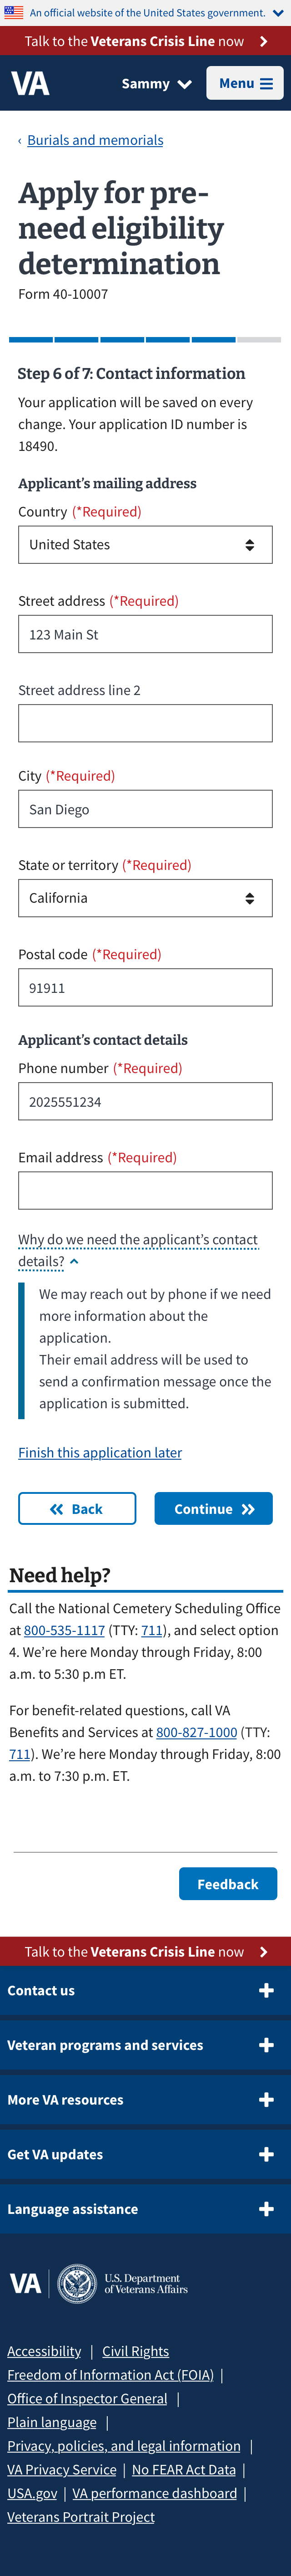 An official website of the United States government.
Talk to the Veterans Crisis Line now
VA
Sammy
Menu
‹ Burials and memorials
Apply for pre-
need eligibility
determination
Form 40-10007
Step 6 of 7: Contact information
Your application will be saved on every
change. Your application ID number is
18490.
Applicant's mailing address
Country (*Required)
United States
Street address (*Required)
123 Main St
Street address line 2
City (*Required)
San Diego
State or territory (*Required)
California
Postal code (*Required)
91911
Applicant's contact details
Phone number (*Required)
2025551234
Email address (*Required)
Why do we need the applicant's contact
details?
We may reach out by phone if we need
more information about the
application.
Their email address will be used to
send a confirmation message once the
application is submitted.
Finish this application later
Back
Continue
Need help?
Call the National Cemetery Scheduling Office
at 800-535-1117 (TTY: 711), and select option
4. We're here Monday through Friday, 8:00
a.m. to 5:30 p.m ET.
For benefit-related questions, call VA
Benefits and Services at 800-827-1000 (TTY:
711). We're here Monday through Friday, 8:00
a.m. to 7:30 p.m. ET.
Feedback
Talk to the Veterans Crisis Line now
Contact us
Veteran programs and services
More VA resources
Get VA updates
Language assistance
VA
U.S. Department
of Veterans Affairs
Accessibility | Civil Rights
Freedom of Information Act (FOIA) |
Office of Inspector General |
Plain language |
Privacy, policies, and legal information |
VA Privacy Service | No FEAR Act Data |
USA.gov | VA performance dashboard |
Veterans Portrait Project